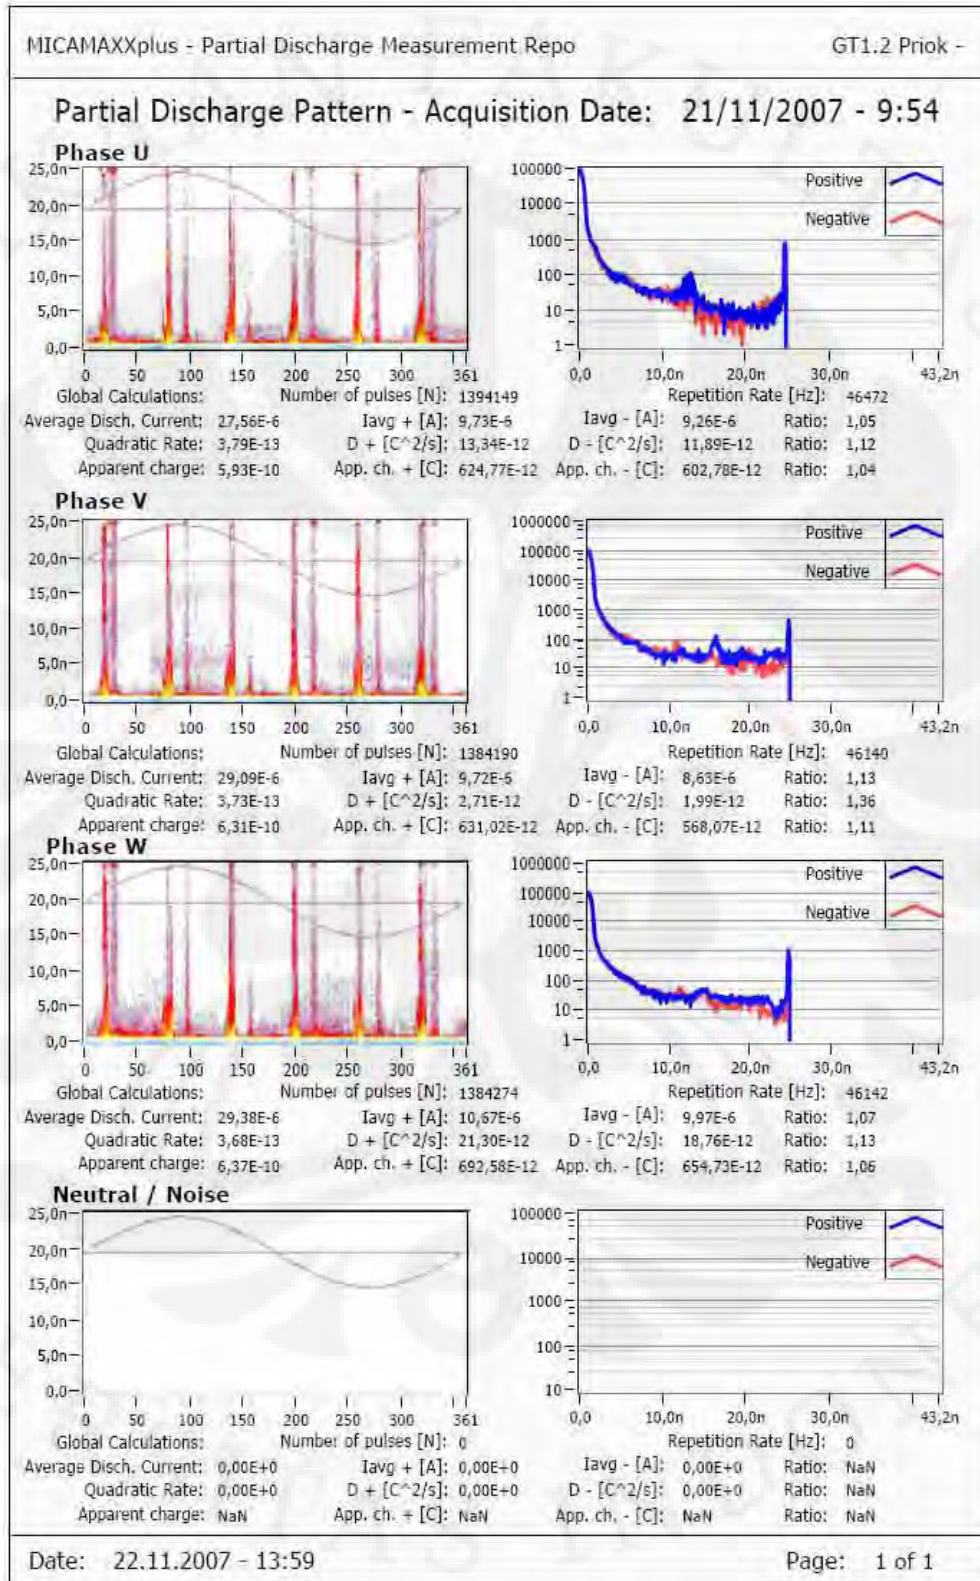 MICAMAXXplus - Partial Discharge Measurement Repo GT1.2 Priok -
Partial Discharge Pattern - Acquisition Date: 21/11/2007 - 9:54
Phase U
25,0n
20,0n
15,0n
10,0n
5,0n
0,0
0 50 100 150 200 250 300 361
100000
10000
1000
100
10
1
Positive
Negative
0,0 10,0n 20,0n 30,0n 43,2n
Global Calculations: Number of pulses [N]: 1394149 Repetition Rate [Hz]: 46472
Average Disch. Current: 27,56E-6 Iavg + [A]: 9,73E-6 Iavg - [A]: 9,26E-6 Ratio: 1,05
Quadratic Rate: 3,79E-13 D + [C^2/s]: 13,34E-12 D - [C^2/s]: 11,89E-12 Ratio: 1,12
Apparent charge: 5,93E-10 App. ch. + [C]: 624,77E-12 App. ch. - [C]: 602,78E-12 Ratio: 1,04
Phase V
25,0n
20,0n
15,0n
10,0n
5,0n
0,0
0 50 100 150 200 250 300 361
1000000
100000
10000
1000
100
10
1
Positive
Negative
0,0 10,0n 20,0n 30,0n 43,2n
Global Calculations: Number of pulses [N]: 1384190 Repetition Rate [Hz]: 46140
Average Disch. Current: 29,09E-6 Iavg + [A]: 9,72E-6 Iavg - [A]: 8,63E-6 Ratio: 1,13
Quadratic Rate: 3,73E-13 D + [C^2/s]: 2,71E-12 D - [C^2/s]: 1,99E-12 Ratio: 1,36
Apparent charge: 6,31E-10 App. ch. + [C]: 631,02E-12 App. ch. - [C]: 568,07E-12 Ratio: 1,11
Phase W
25,0n
20,0n
15,0n
10,0n
5,0n
0,0
0 50 100 150 200 250 300 361
1000000
100000
10000
1000
100
10
1
Positive
Negative
0,0 10,0n 20,0n 30,0n 43,2n
Global Calculations: Number of pulses [N]: 1384274 Repetition Rate [Hz]: 46142
Average Disch. Current: 29,38E-6 Iavg + [A]: 10,67E-6 Iavg - [A]: 9,97E-6 Ratio: 1,07
Quadratic Rate: 3,68E-13 D + [C^2/s]: 21,30E-12 D - [C^2/s]: 18,76E-12 Ratio: 1,13
Apparent charge: 6,37E-10 App. ch. + [C]: 692,58E-12 App. ch. - [C]: 654,73E-12 Ratio: 1,06
Neutral / Noise
25,0n
20,0n
15,0n
10,0n
5,0n
0,0
0 50 100 150 200 250 300 361
100000
10000
1000
100
10
Positive
Negative
0,0 10,0n 20,0n 30,0n 43,2n
Global Calculations: Number of pulses [N]: 0 Repetition Rate [Hz]: 0
Average Disch. Current: 0,00E+0 Iavg + [A]: 0,00E+0 Iavg - [A]: 0,00E+0 Ratio: NaN
Quadratic Rate: 0,00E+0 D + [C^2/s]: 0,00E+0 D - [C^2/s]: 0,00E+0 Ratio: NaN
Apparent charge: NaN App. ch. + [C]: NaN App. ch. - [C]: NaN Ratio: NaN
Date: 22.11.2007 - 13:59 Page: 1 of 1